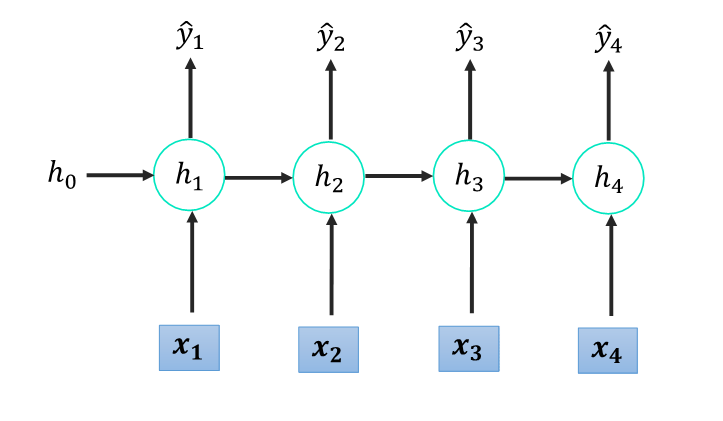 ŷ₁ ŷ₂ ŷ₃ ŷ₄
h₀ h₁ h₂ h₃ h₄
x₁ x₂ x₃ x₄